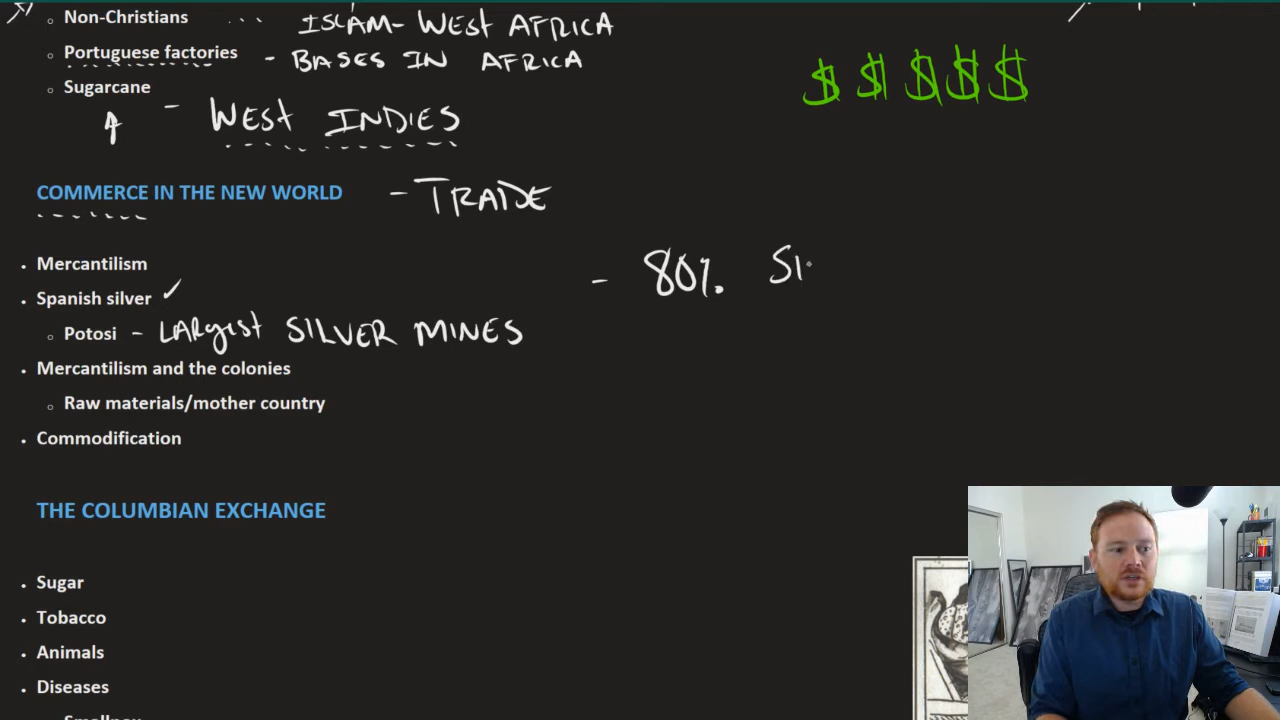 Non-Christians ... ISLAM- WEST AFRICA
Portuguese factories - BASES IN AFRICA
Sugarcane
- WEST INDIES
$ $ $ $ $
COMMERCE IN THE NEW WORLD - TRADE
Mercantilism
- 80%
Spanish silver
Potosi - LARgEST SILVER MINES
Mercantilism and the colonies
Raw materials/mother country
Commodification
THE COLUMBIAN EXCHANGE
Sugar
Tobacco
Animals
Diseases
Smallpox